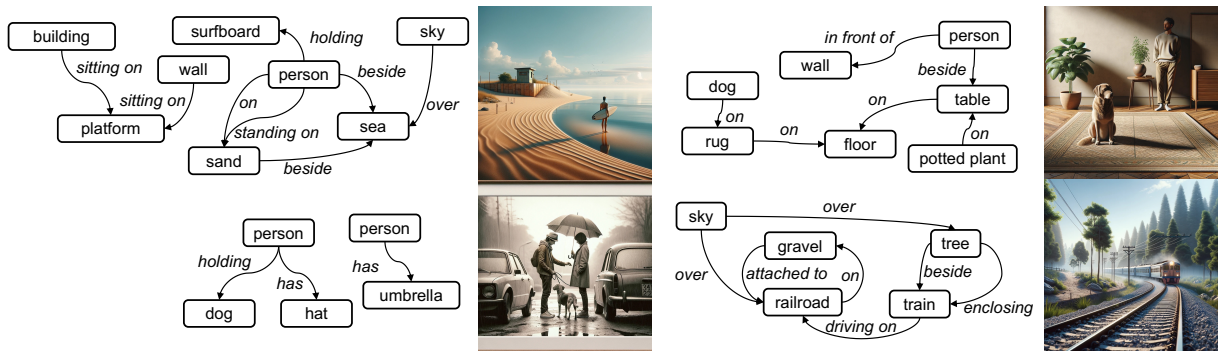 building
surfboard
holding
sky
sitting on
wall
person
beside
sitting on
on
over
platform
standing on
sea
sand
beside
in front of
person
wall
beside
dog
on
table
on
on
rug
on
floor
potted plant
person
person
holding
has
has
umbrella
dog
hat
sky
over
gravel
tree
over
attached to
on
beside
railroad
train
enclosing
driving on